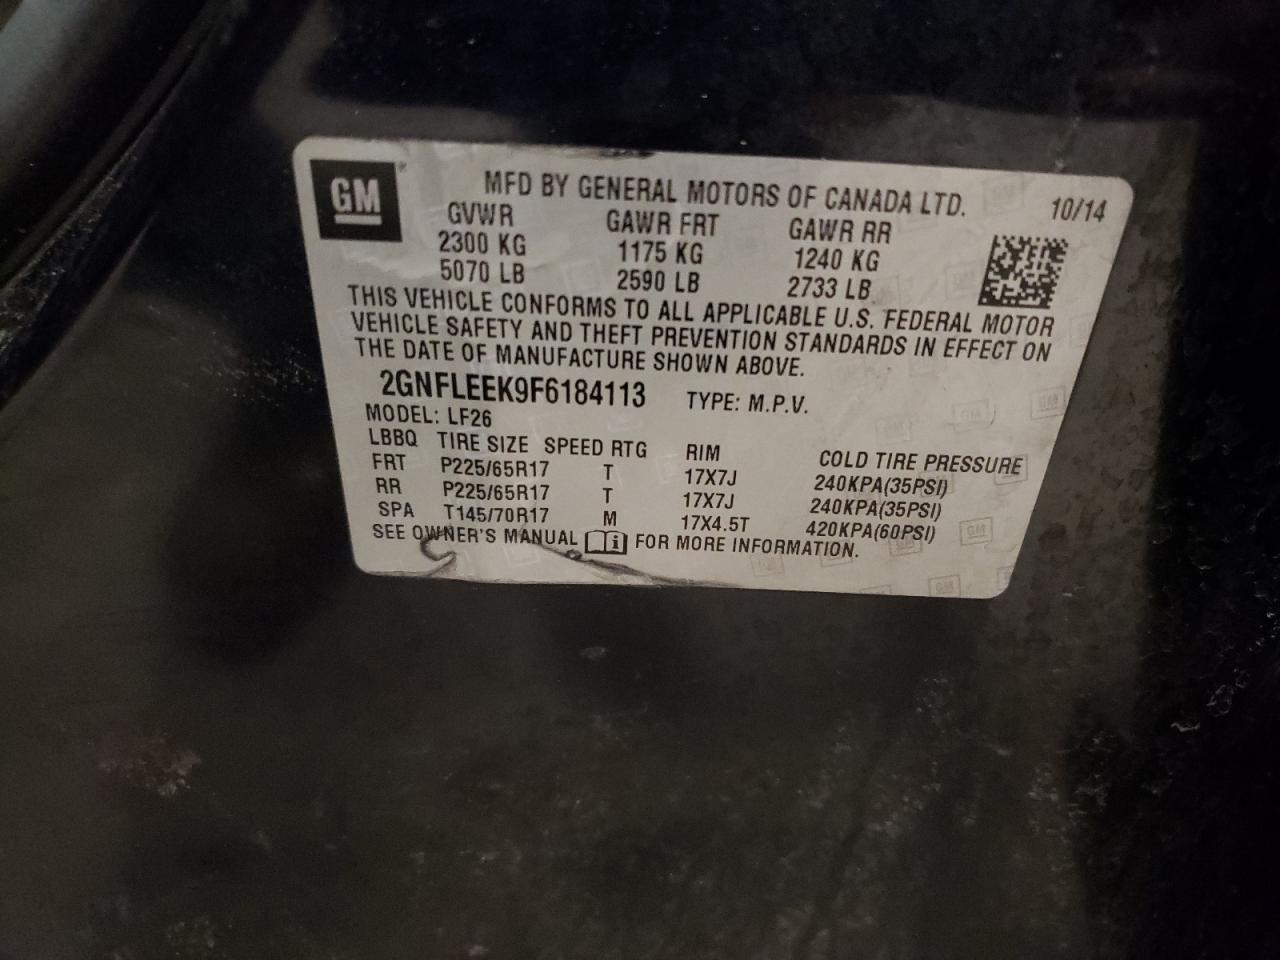 GM
MFD BY GENERAL MOTORS OF CANADA LTD. 10/14
GVWR GAWR FRT GAWR RR
2300 KG 1175 KG 1240 KG
5070 LB 2590 LB 2733 LB
THIS VEHICLE CONFORMS TO ALL APPLICABLE U.S. FEDERAL MOTOR
VEHICLE SAFETY AND THEFT PREVENTION STANDARDS IN EFFECT ON
THE DATE OF MANUFACTURE SHOWN ABOVE.
2GNFLEEK9F6184113 TYPE: M.P.V.
MODEL: LF26
LBBQ TIRE SIZE SPEED RTG RIM COLD TIRE PRESSURE
FRT P225/65R17 T 17X7J 240KPA(35PSI)
RR P225/65R17 T 17X7J 240KPA(35PSI)
SPA T145/70R17 M 17X4.5T 420KPA(60PSI)
SEE OWNER'S MANUAL i FOR MORE INFORMATION.